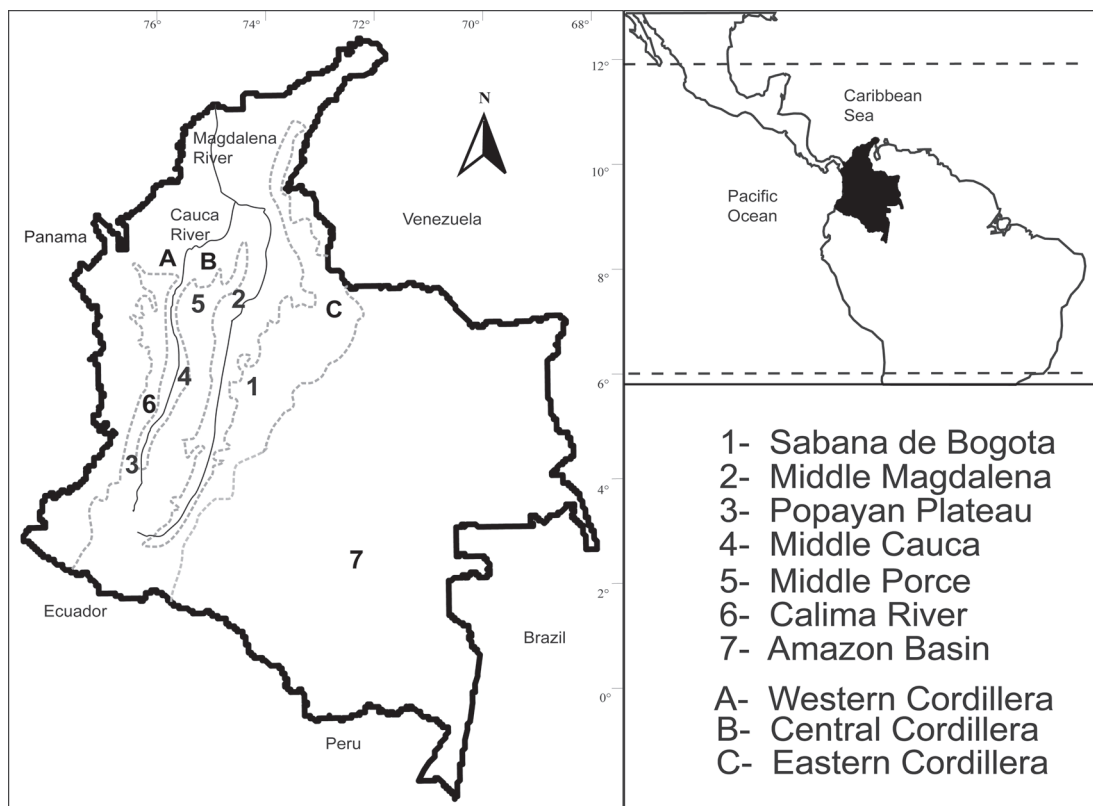 76°
74°
72°
70°
68°
12°
10°
8°
6°
4°
2°
0°
N
Magdalena
River
Cauca
River
Panama
Venezuela
A
B
C
5
2
4
1
6
3
7
Ecuador
Brazil
Peru
Caribbean
Sea
Pacific
Ocean
1- Sabana de Bogota
2- Middle Magdalena
3- Popayan Plateau
4- Middle Cauca
5- Middle Porce
6- Calima River
7- Amazon Basin
A- Western Cordillera
B- Central Cordillera
C- Eastern Cordillera